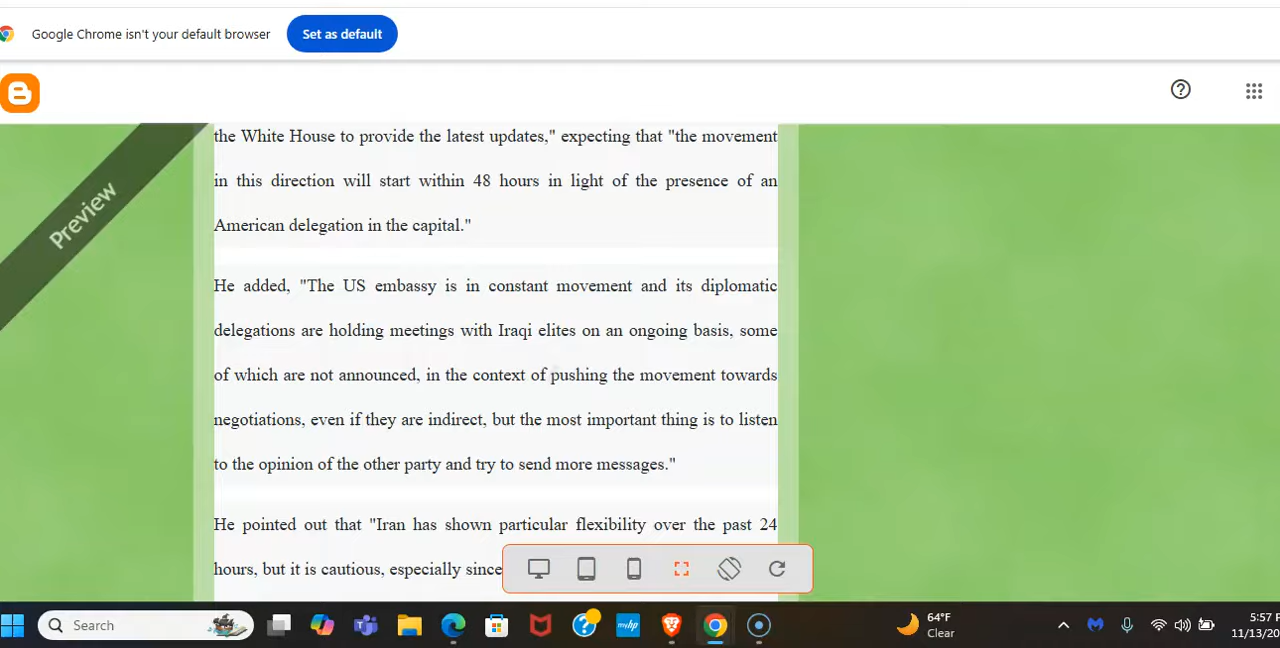 Google Chrome isn't your default browser
Set as default
Preview
the White House to provide the latest updates," expecting that "the movement
in this direction will start within 48 hours in light of the presence of an
American delegation in the capital."
He added, "The US embassy is in constant movement and its diplomatic
delegations are holding meetings with Iraqi elites on an ongoing basis, some
of which are not announced, in the context of pushing the movement towards
negotiations, even if they are indirect, but the most important thing is to listen
to the opinion of the other party and try to send more messages."
He pointed out that "Iran has shown particular flexibility over the past 24
hours, but it is cautious, especially since
Search
myhp
64°F
Clear
5:57 P
11/13/20